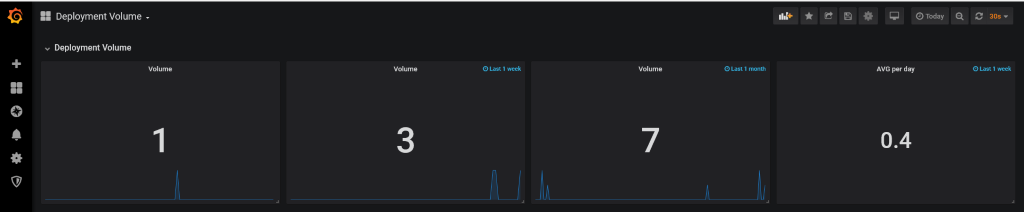 Deployment Volume
Today
30s
Deployment Volume
Volume
1
Volume
Last 1 week
3
Volume
Last 1 month
7
AVG per day
Last 1 week
0.4